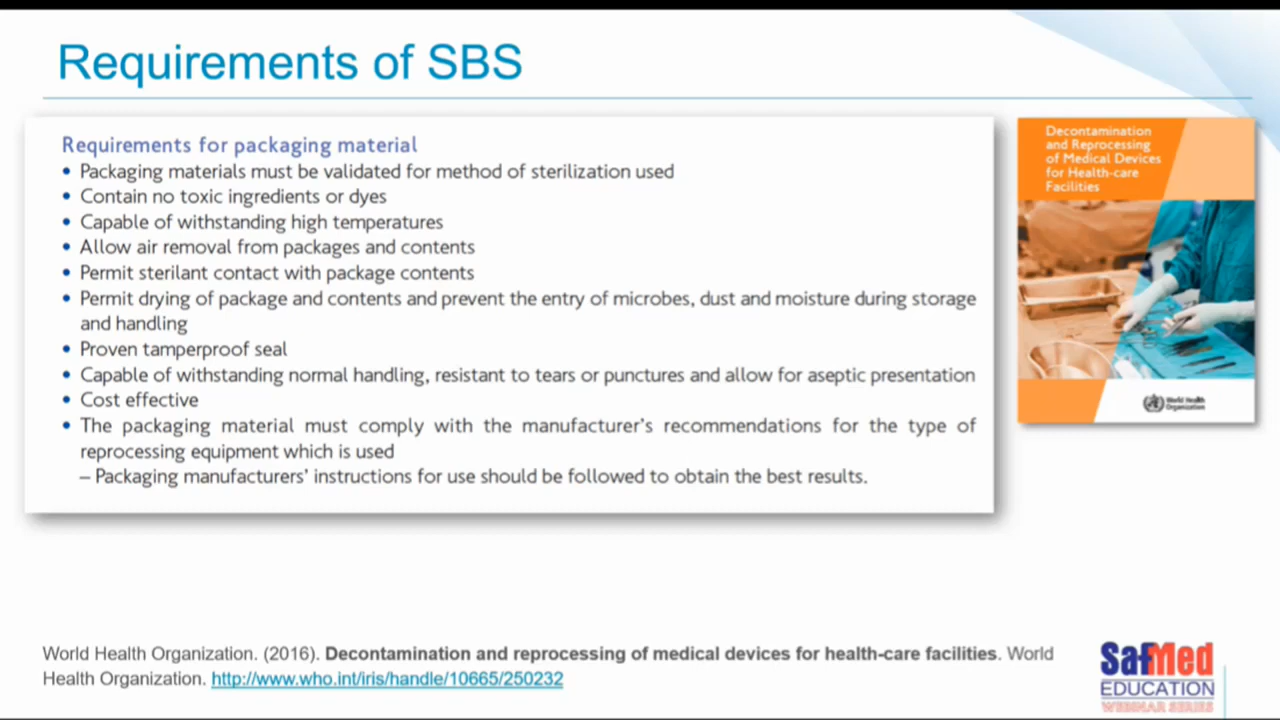 Requirements of SBS
Requirements for packaging material
• Packaging materials must be validated for method of sterilization used
• Contain no toxic ingredients or dyes
• Capable of withstanding high temperatures
• Allow air removal from packages and contents
• Permit sterilant contact with package contents
• Permit drying of package and contents and prevent the entry of microbes, dust and moisture during storage
and handling
• Proven tamperproof seal
• Capable of withstanding normal handling, resistant to tears or punctures and allow for aseptic presentation
• Cost effective
• The packaging material must comply with the manufacturer's recommendations for the type of
reprocessing equipment which is used
– Packaging manufacturers' instructions for use should be followed to obtain the best results.
Decontamination
and Reprocessing
of Medical Devices
for Health-care
Facilities
World Health
Organization
World Health Organization. (2016). Decontamination and reprocessing of medical devices for health-care facilities. World
Health Organization. http://www.who.int/iris/handle/10665/250232
SafMed
EDUCATION
WEBINAR SERIES